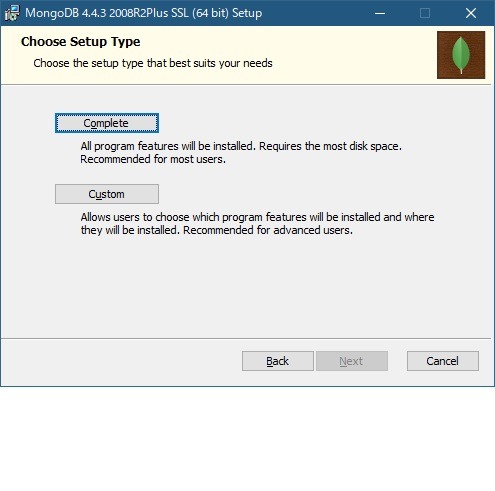 MongoDB 4.4.3 2008R2Plus SSL (64 bit) Setup
Choose Setup Type
Choose the setup type that best suits your needs
Complete
All program features will be installed. Requires the most disk space.
Recommended for most users.
Custom
Allows users to choose which program features will be installed and where
they will be installed. Recommended for advanced users.
Back Next Cancel